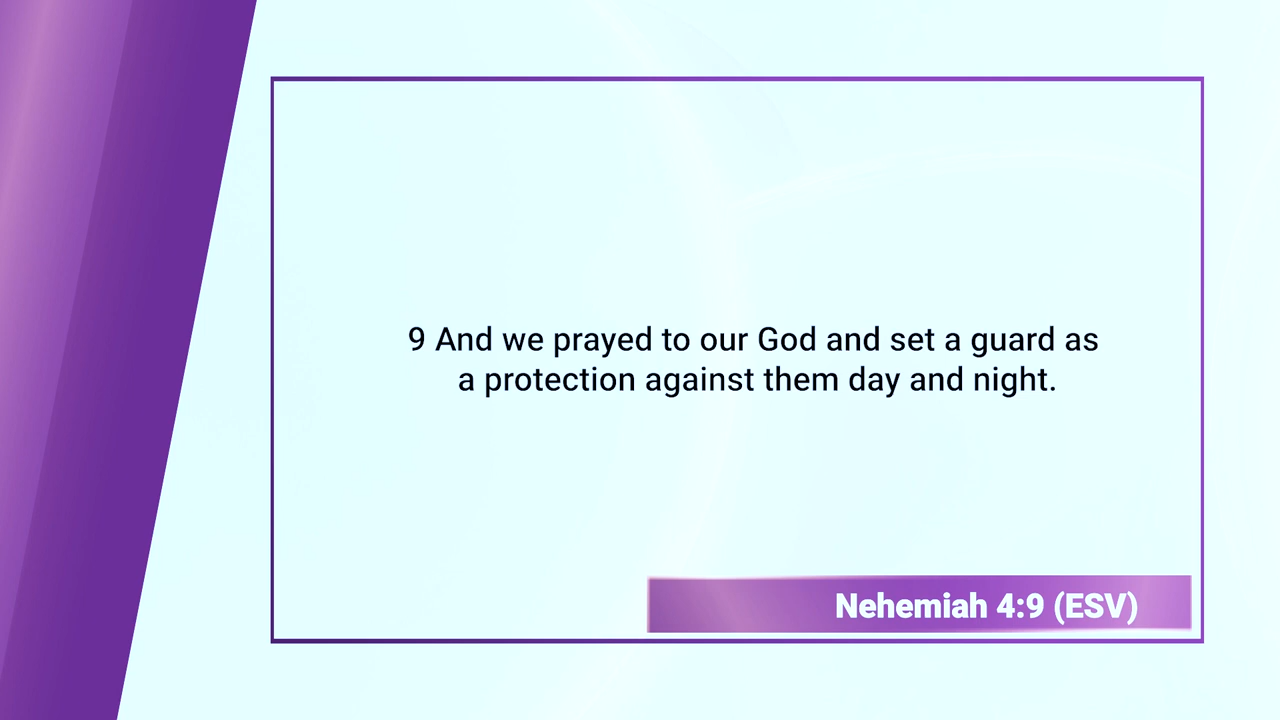 9 And we prayed to our God and set a guard as
a protection against them day and night.
Nehemiah 4:9 (ESV)